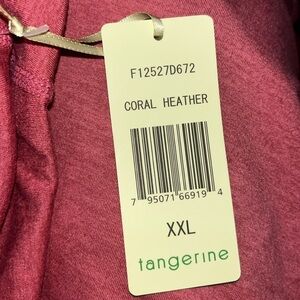 F12527D672
CORAL HEATHER
7 95071 66919 4
XXL
tangerine